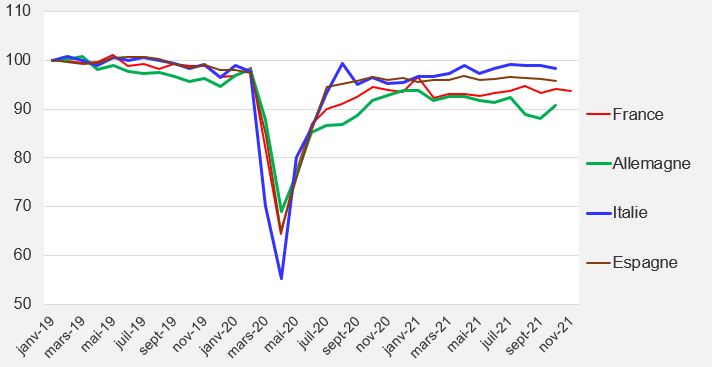 110
100
90
80
70
60
50
janv-19
mars-19
mai-19
juil-19
sept-19
nov-19
janv-20
mars-20
mai-20
juil-20
sept-20
nov-20
janv-21
mars-21
mai-21
juil-21
sept-21
nov-21
France
Allemagne
Italie
Espagne